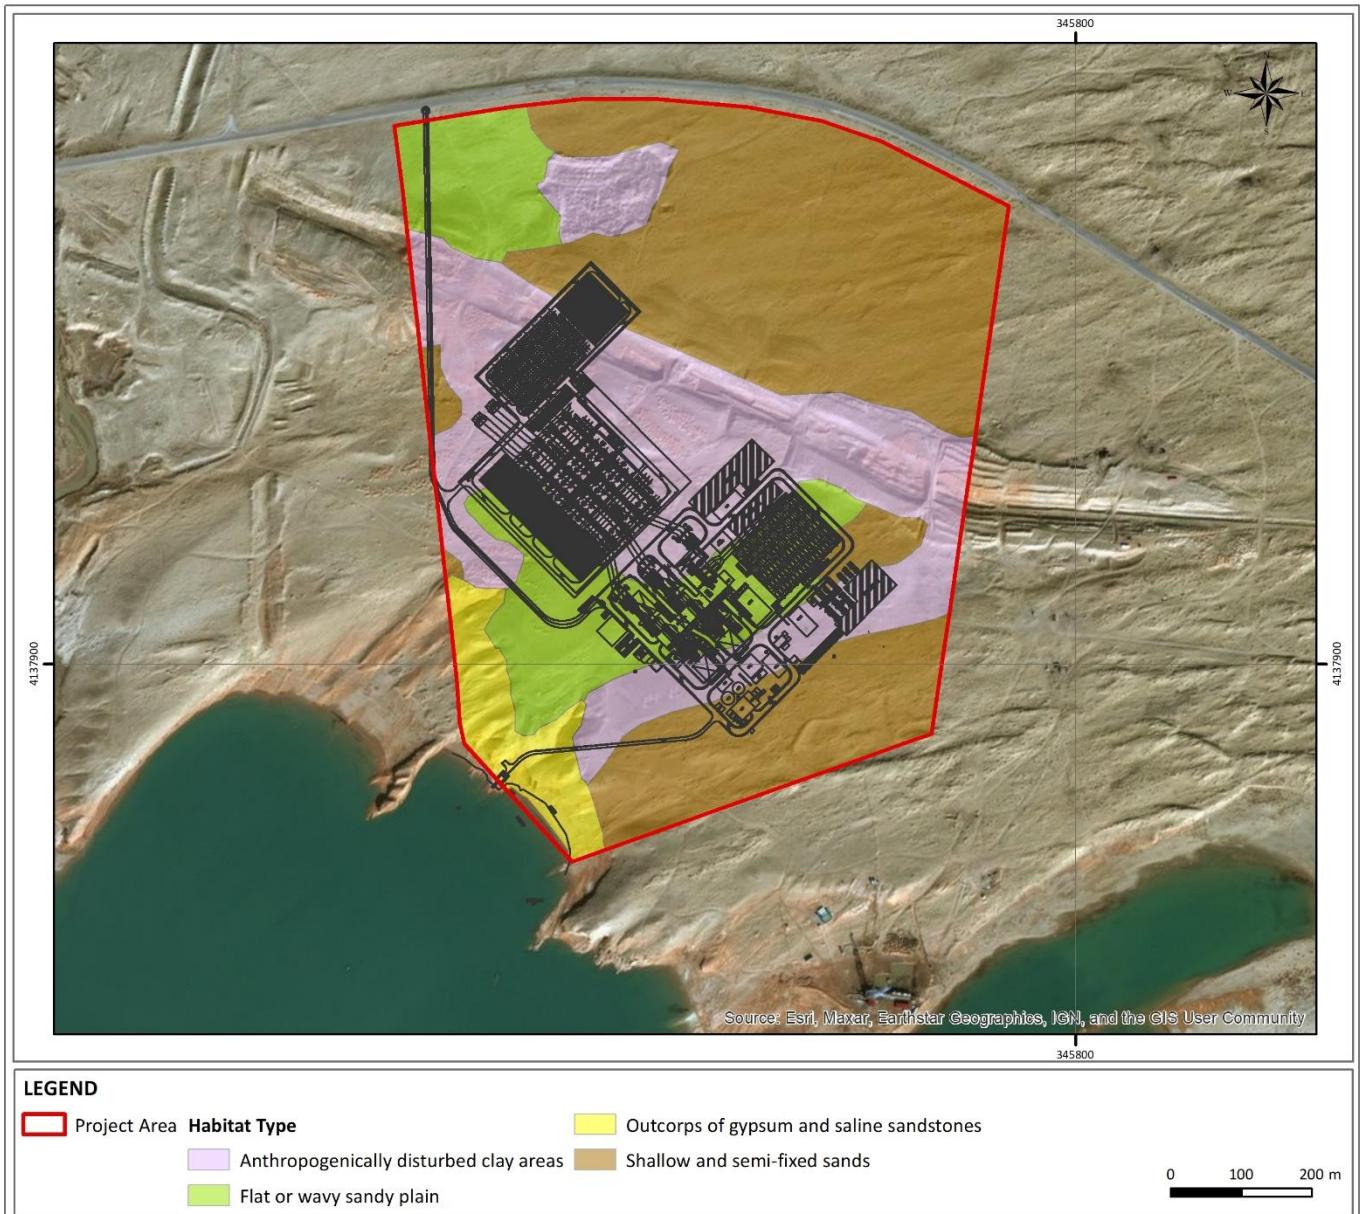 345800
N
W
E
S
4137900
4137900
Source: Esri, Maxar, Earthstar Geographics, IGN, and the GIS User Community
345800
LEGEND
Project Area
Habitat Type
Outcorps of gypsum and saline sandstones
Anthropogenically disturbed clay areas
Shallow and semi-fixed sands
Flat or wavy sandy plain
0 100 200 m